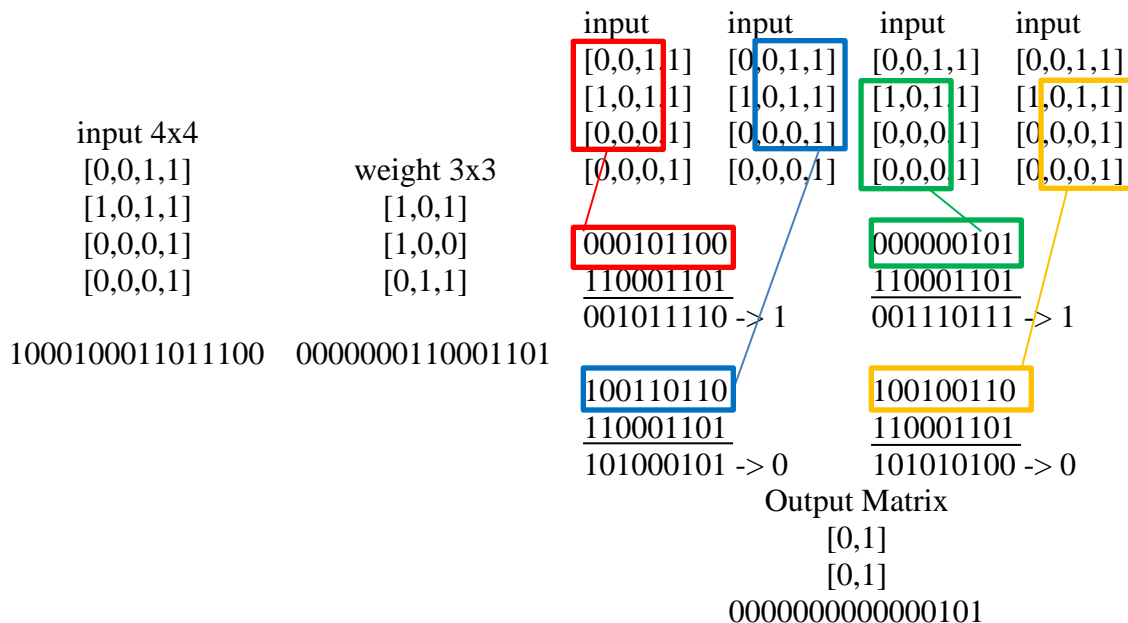 input 4x4
[0,0,1,1]
[1,0,1,1]
[0,0,0,1]
[0,0,0,1]
1000100011011100
weight 3x3
[1,0,1]
[1,0,0]
[0,1,1]
0000000110001101
input input input input
[0,0,1,1] [0,0,1,1] [0,0,1,1] [0,0,1,1]
[1,0,1,1] [1,0,1,1] [1,0,1,1] [1,0,1,1]
[0,0,0,1] [0,0,0,1] [0,0,0,1] [0,0,0,1]
[0,0,0,1] [0,0,0,1] [0,0,0,1] [0,0,0,1]
000101100
110001101
001011110 -> 1
100110110
110001101
101000101 -> 0
000000101
110001101
001110111 -> 1
100100110
110001101
101010100 -> 0
Output Matrix
[0,1]
[0,1]
0000000000000101